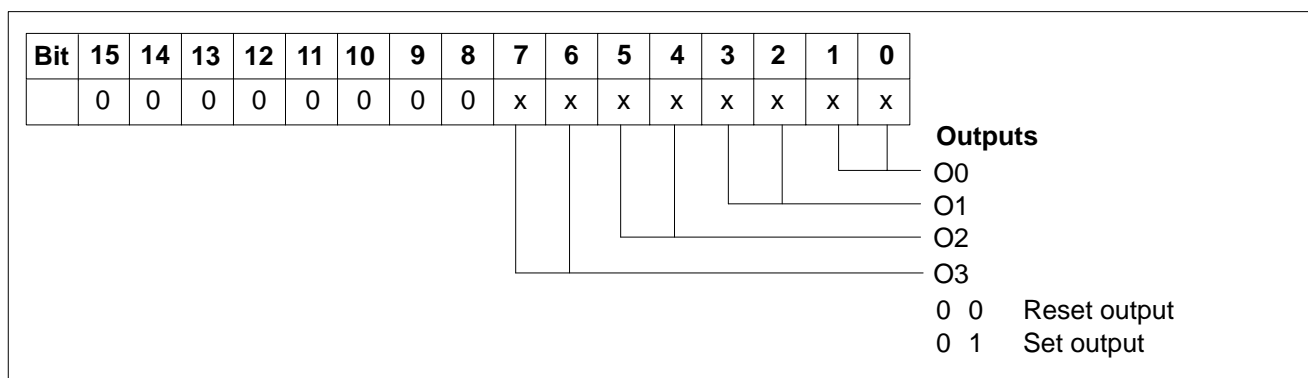 Bit 15 14 13 12 11 10 9 8 7 6 5 4 3 2 1 0
0 0 0 0 0 0 0 0 x x x x x x x x
Outputs
O0
O1
O2
O3
0 0 Reset output
0 1 Set output